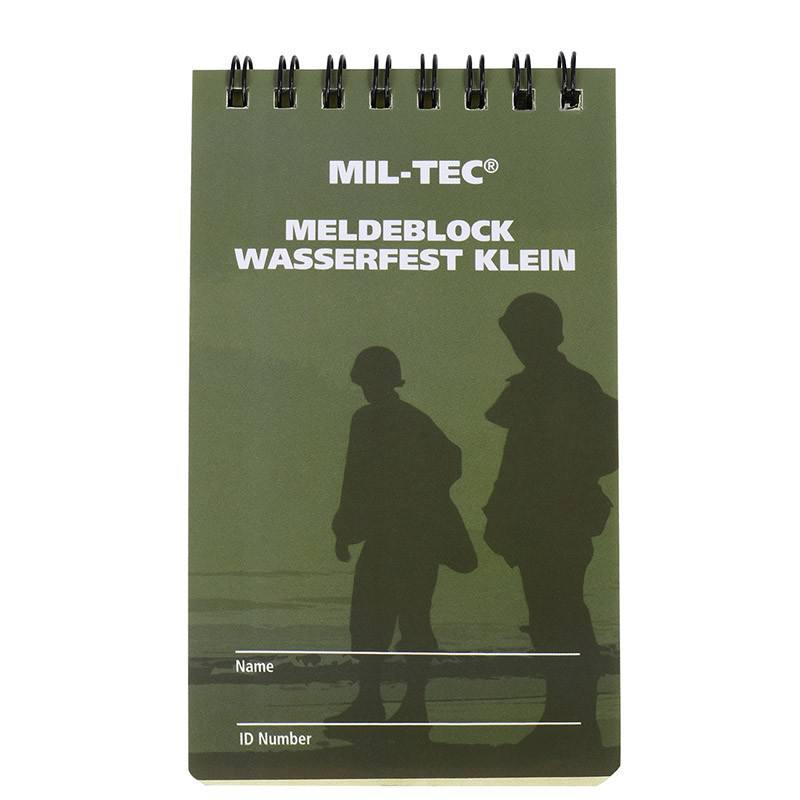 MIL-TEC®
MELDEBLOCK
WASSERFEST KLEIN
Name
ID Number